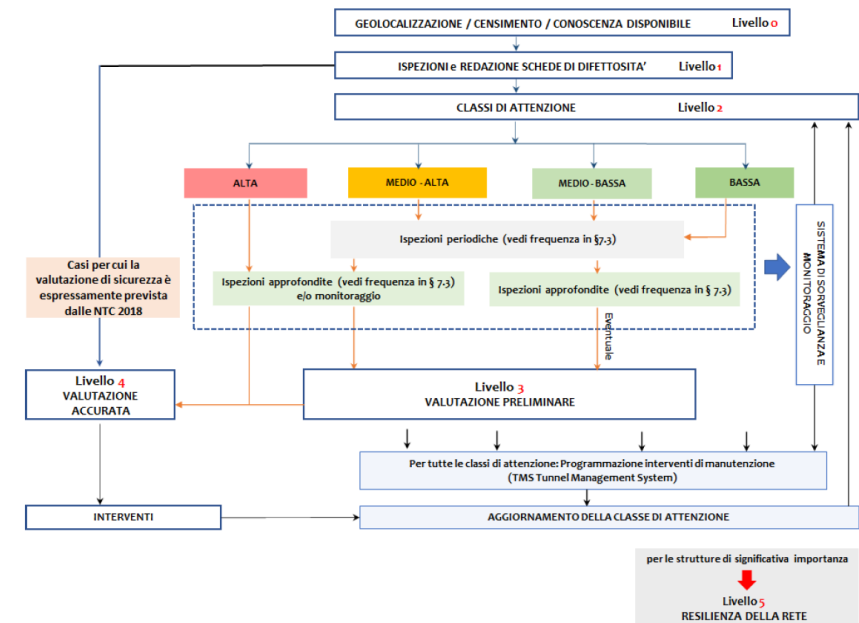 GEOLOCALIZZAZIONE / CENSIMENTO / CONOSCENZA DISPONIBILE Livello 0
ISPEZIONI e REDAZIONE SCHEDE DI DIFETTOSITA' Livello 1
CLASSI DI ATTENZIONE Livello 2
ALTA
MEDIO - ALTA
MEDIO - BASSA
BASSA
Ispezioni periodiche (vedi frequenza in §7.3)
Ispezioni approfondite (vedi frequenza in § 7.3)
e/o monitoraggio
Ispezioni approfondite (vedi frequenza in § 7.3)
SISTEMA DI SORVEGLIANZA E
MONITORAGGIO
Casi per cui la
valutazione di sicurezza è
espressamente prevista
dalle NTC 2018
Eventuale
Livello 4
VALUTAZIONE
ACCURATA
Livello 3
VALUTAZIONE PRELIMINARE
Per tutte le classi di attenzione: Programmazione interventi di manutenzione
(TMS Tunnel Management System)
INTERVENTI
AGGIORNAMENTO DELLA CLASSE DI ATTENZIONE
per le strutture di significativa importanza
Livello 5
RESILIENZA DELLA RETE